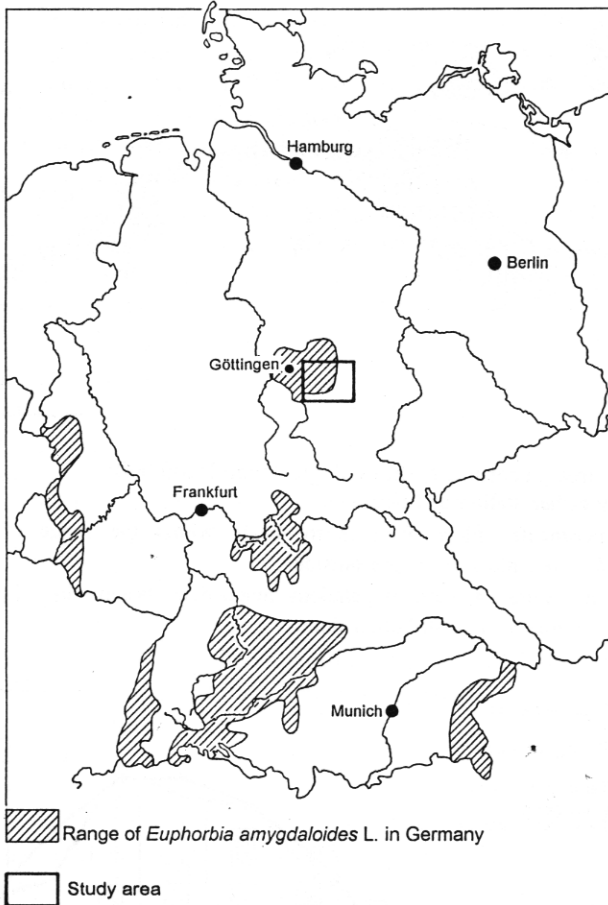 Hamburg
Berlin
Göttingen
Frankfurt
Munich
Range of Euphorbia amygdaloides L. in Germany
Study area